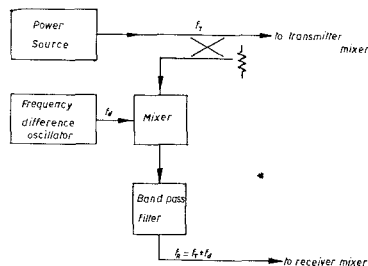 Power
Source
f_T
to transmitter
mixer
Frequency
difference
oscillator
f_d
Mixer
Band pass
filter
f_R = f_T + f_d
to receiver mixer